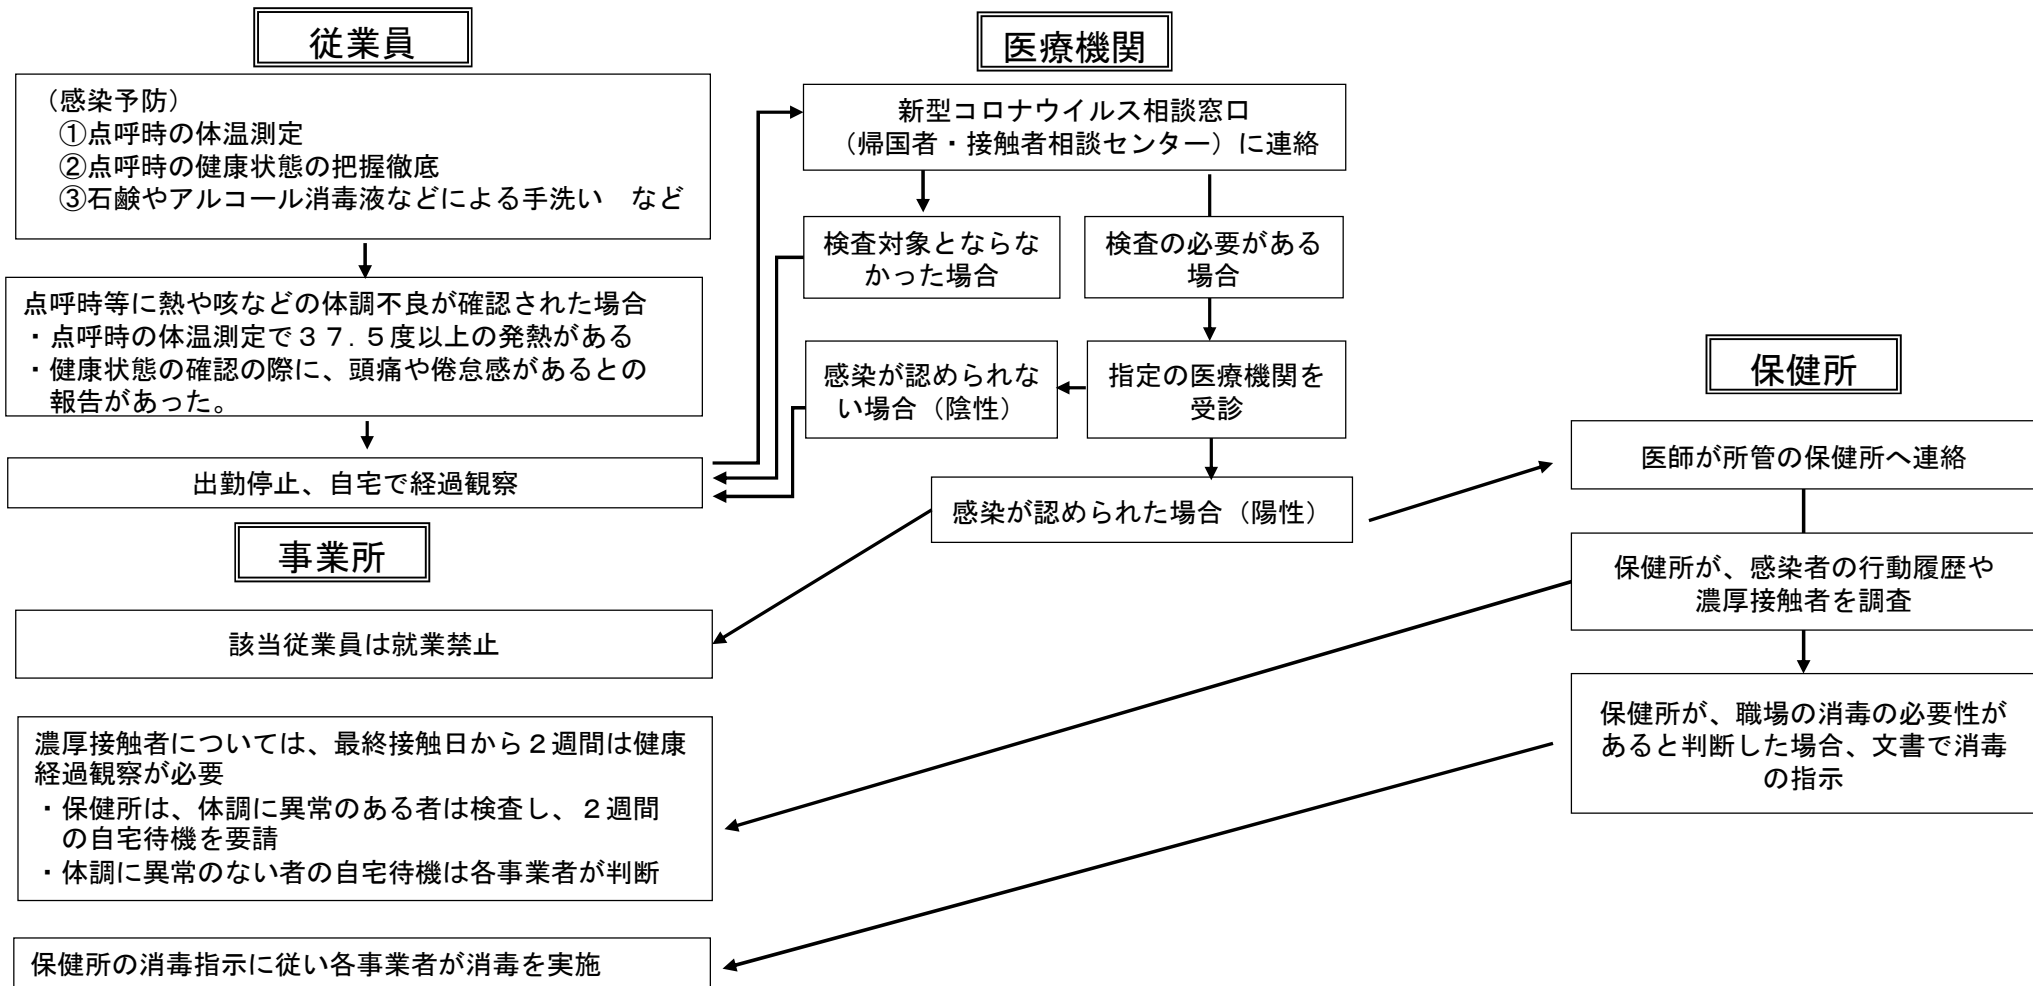 従業員
（感染予防）
①点呼時の体温測定
②点呼時の健康状態の把握徹底
③石鹸やアルコール消毒液などによる手洗い　など
点呼時等に熱や咳などの体調不良が確認された場合
・点呼時の体温測定で３７.５度以上の発熱がある
・健康状態の確認の際に、頭痛や倦怠感があるとの
報告があった。
出勤停止、自宅で経過観察
医療機関
新型コロナウイルス相談窓口
（帰国者・接触者相談センター）に連絡
検査対象とならな
かった場合
検査の必要がある
場合
感染が認められな
い場合（陰性）
指定の医療機関を
受診
感染が認められた場合（陽性）
保健所
医師が所管の保健所へ連絡
保健所が、感染者の行動履歴や
濃厚接触者を調査
保健所が、職場の消毒の必要性が
あると判断した場合、文書で消毒
の指示
事業所
該当従業員は就業禁止
濃厚接触者については、最終接触日から２週間は健康
経過観察が必要
・保健所は、体調に異常のある者は検査し、２週間
の自宅待機を要請
・体調に異常のない者の自宅待機は各事業者が判断
保健所の消毒指示に従い各事業者が消毒を実施